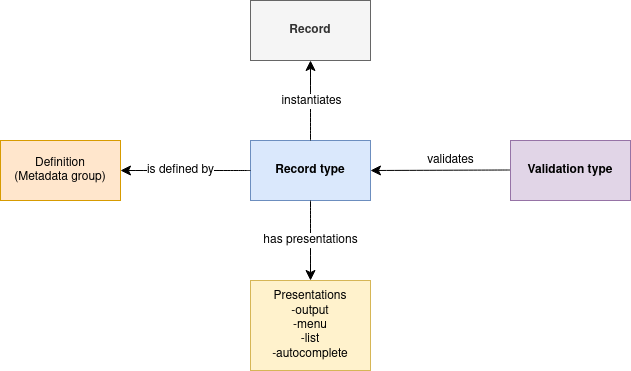 Record
instantiates
Definition
(Metadata group)
is defined by
Record type
validates
Validation type
has presentations
Presentations
-output
-menu
-list
-autocomplete